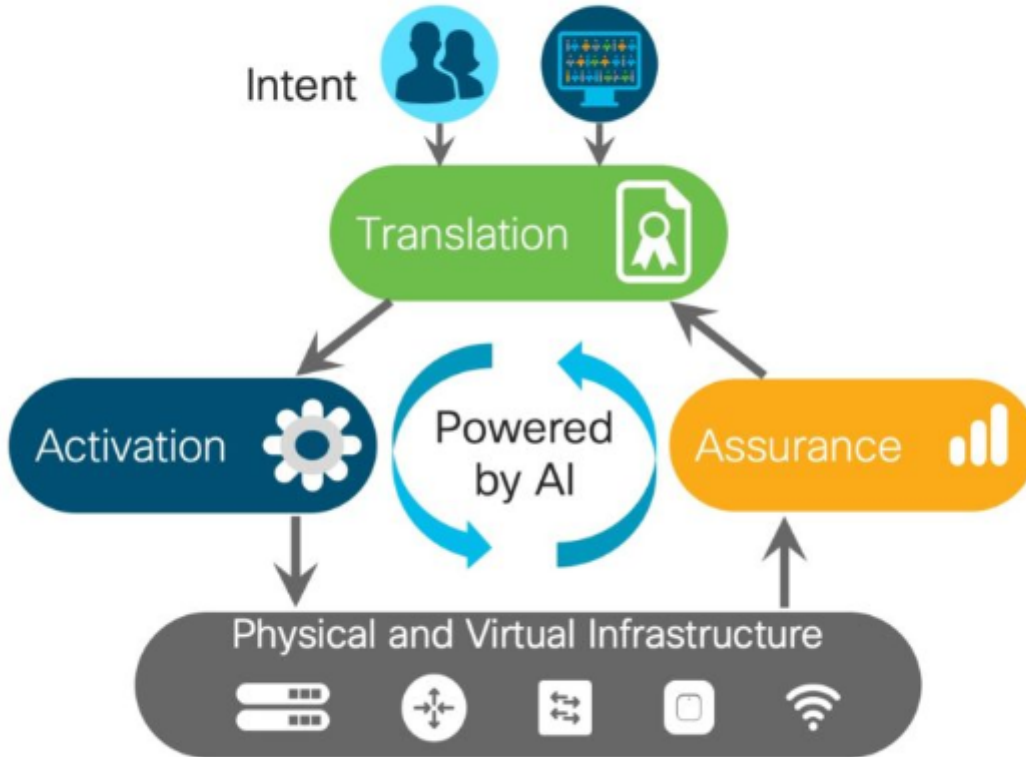 Intent
Translation
Activation
Powered
by AI
Assurance
Physical and Virtual Infrastructure